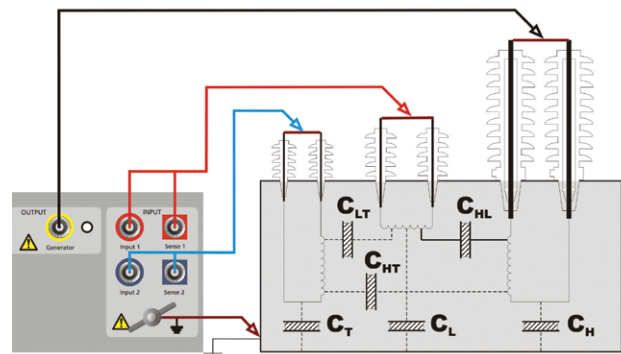 OUTPUT
INPUT
Generator
Input 1
Sense 1
Input 2
Sense 2
CLT
CHL
CHT
CT
CL
CH